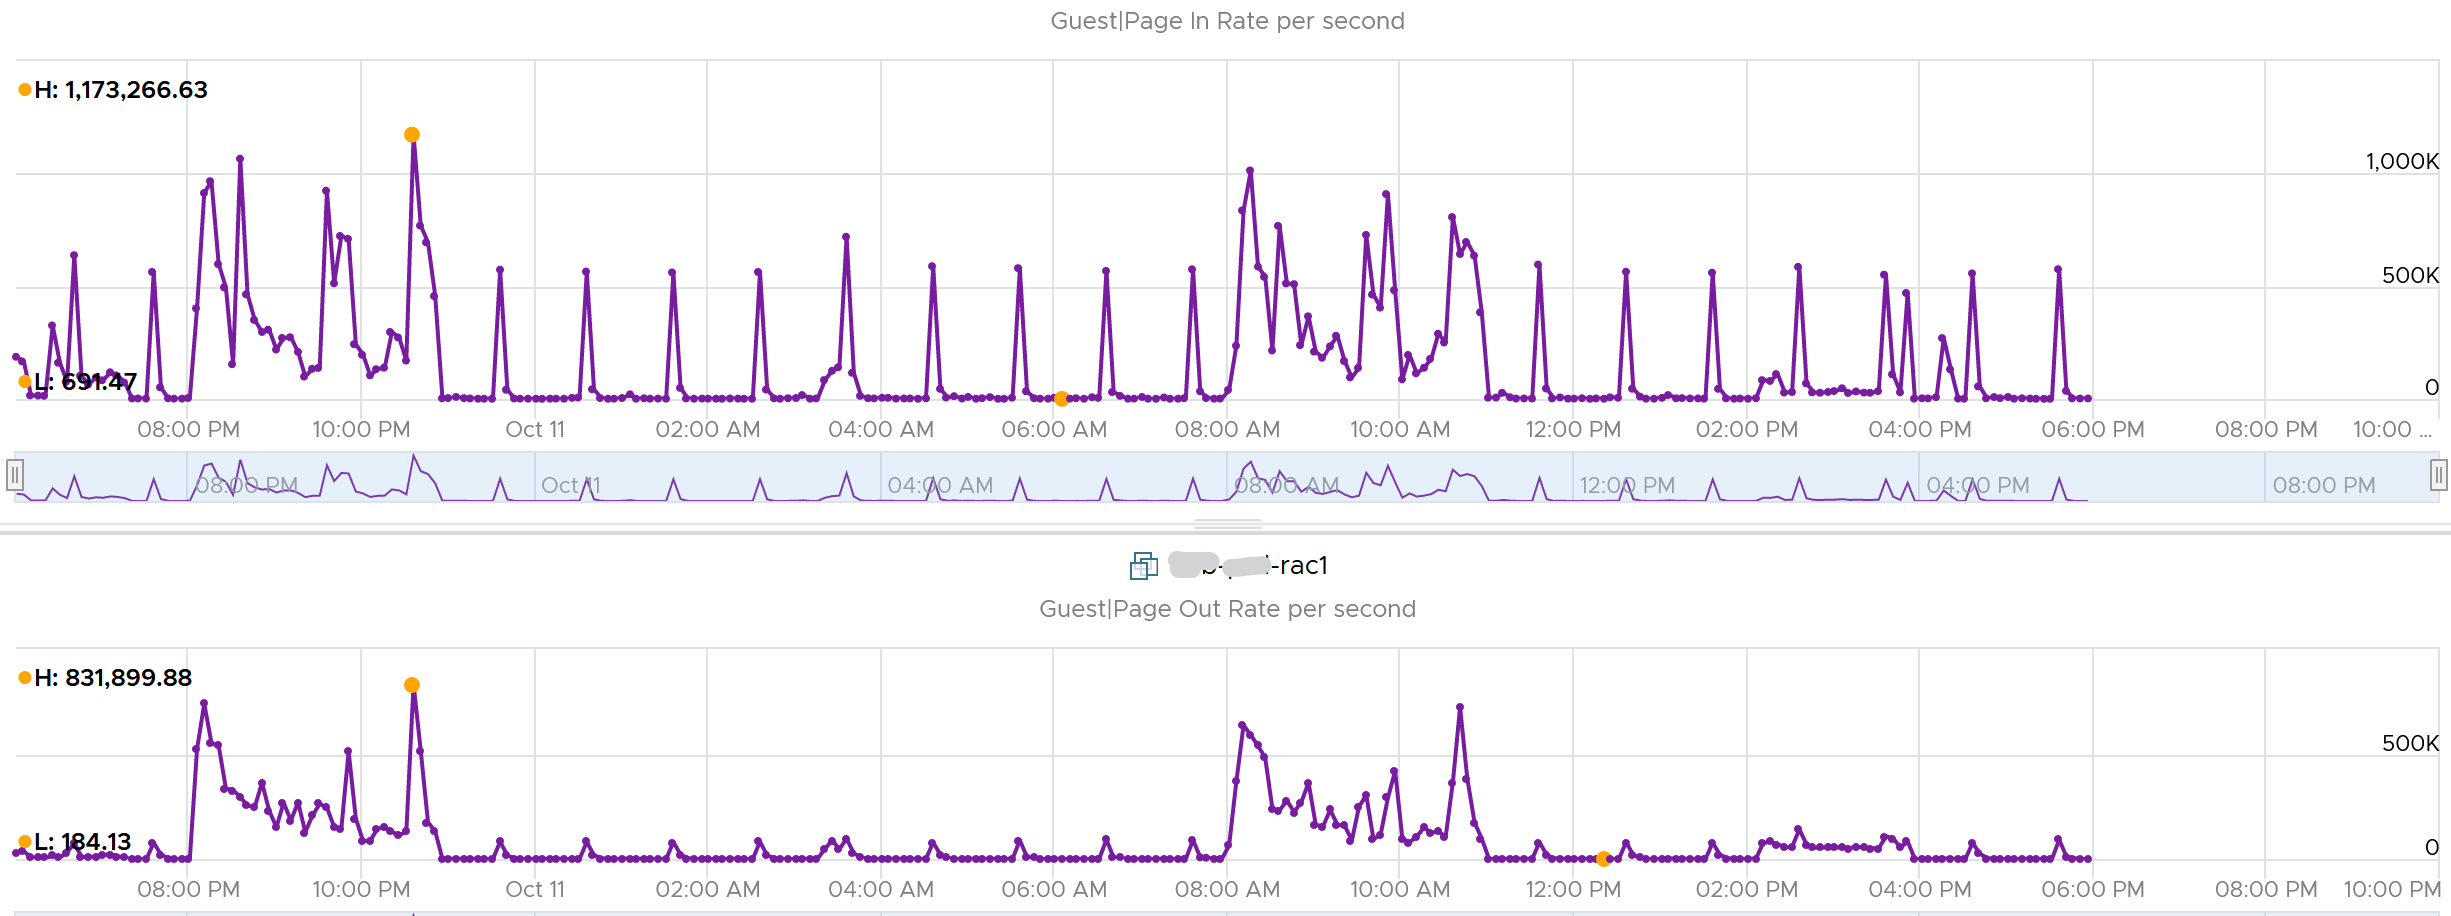 Guest|Page In Rate per second
H: 1,173,266.63
1,000K
500K
L: 691.47
0
08:00 PM 10:00 PM Oct 11 02:00 AM 04:00 AM 06:00 AM 08:00 AM 10:00 AM 12:00 PM 02:00 PM 04:00 PM 06:00 PM 08:00 PM 10:00 ...
08:00 PM Oct 11 04:00 AM 08:00 AM 12:00 PM 04:00 PM 08:00 PM
-rac1
Guest|Page Out Rate per second
H: 831,899.88
500K
L: 184.13
0
08:00 PM 10:00 PM Oct 11 02:00 AM 04:00 AM 06:00 AM 08:00 AM 10:00 AM 12:00 PM 02:00 PM 04:00 PM 06:00 PM 08:00 PM 10:00 PM